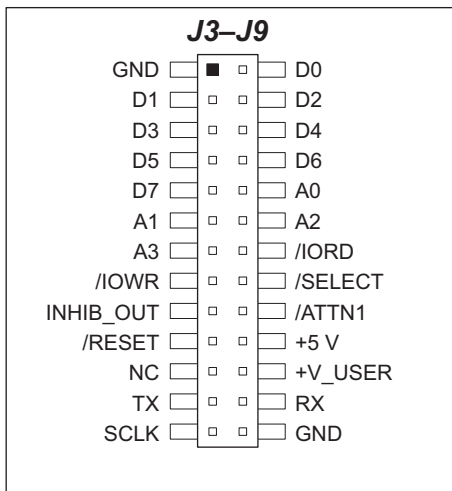 J3–J9
GND D0
D1 D2
D3 D4
D5 D6
D7 A0
A1 A2
A3 /IORD
/IOWR /SELECT
INHIB_OUT /ATTN1
/RESET +5 V
NC +V_USER
TX RX
SCLK GND